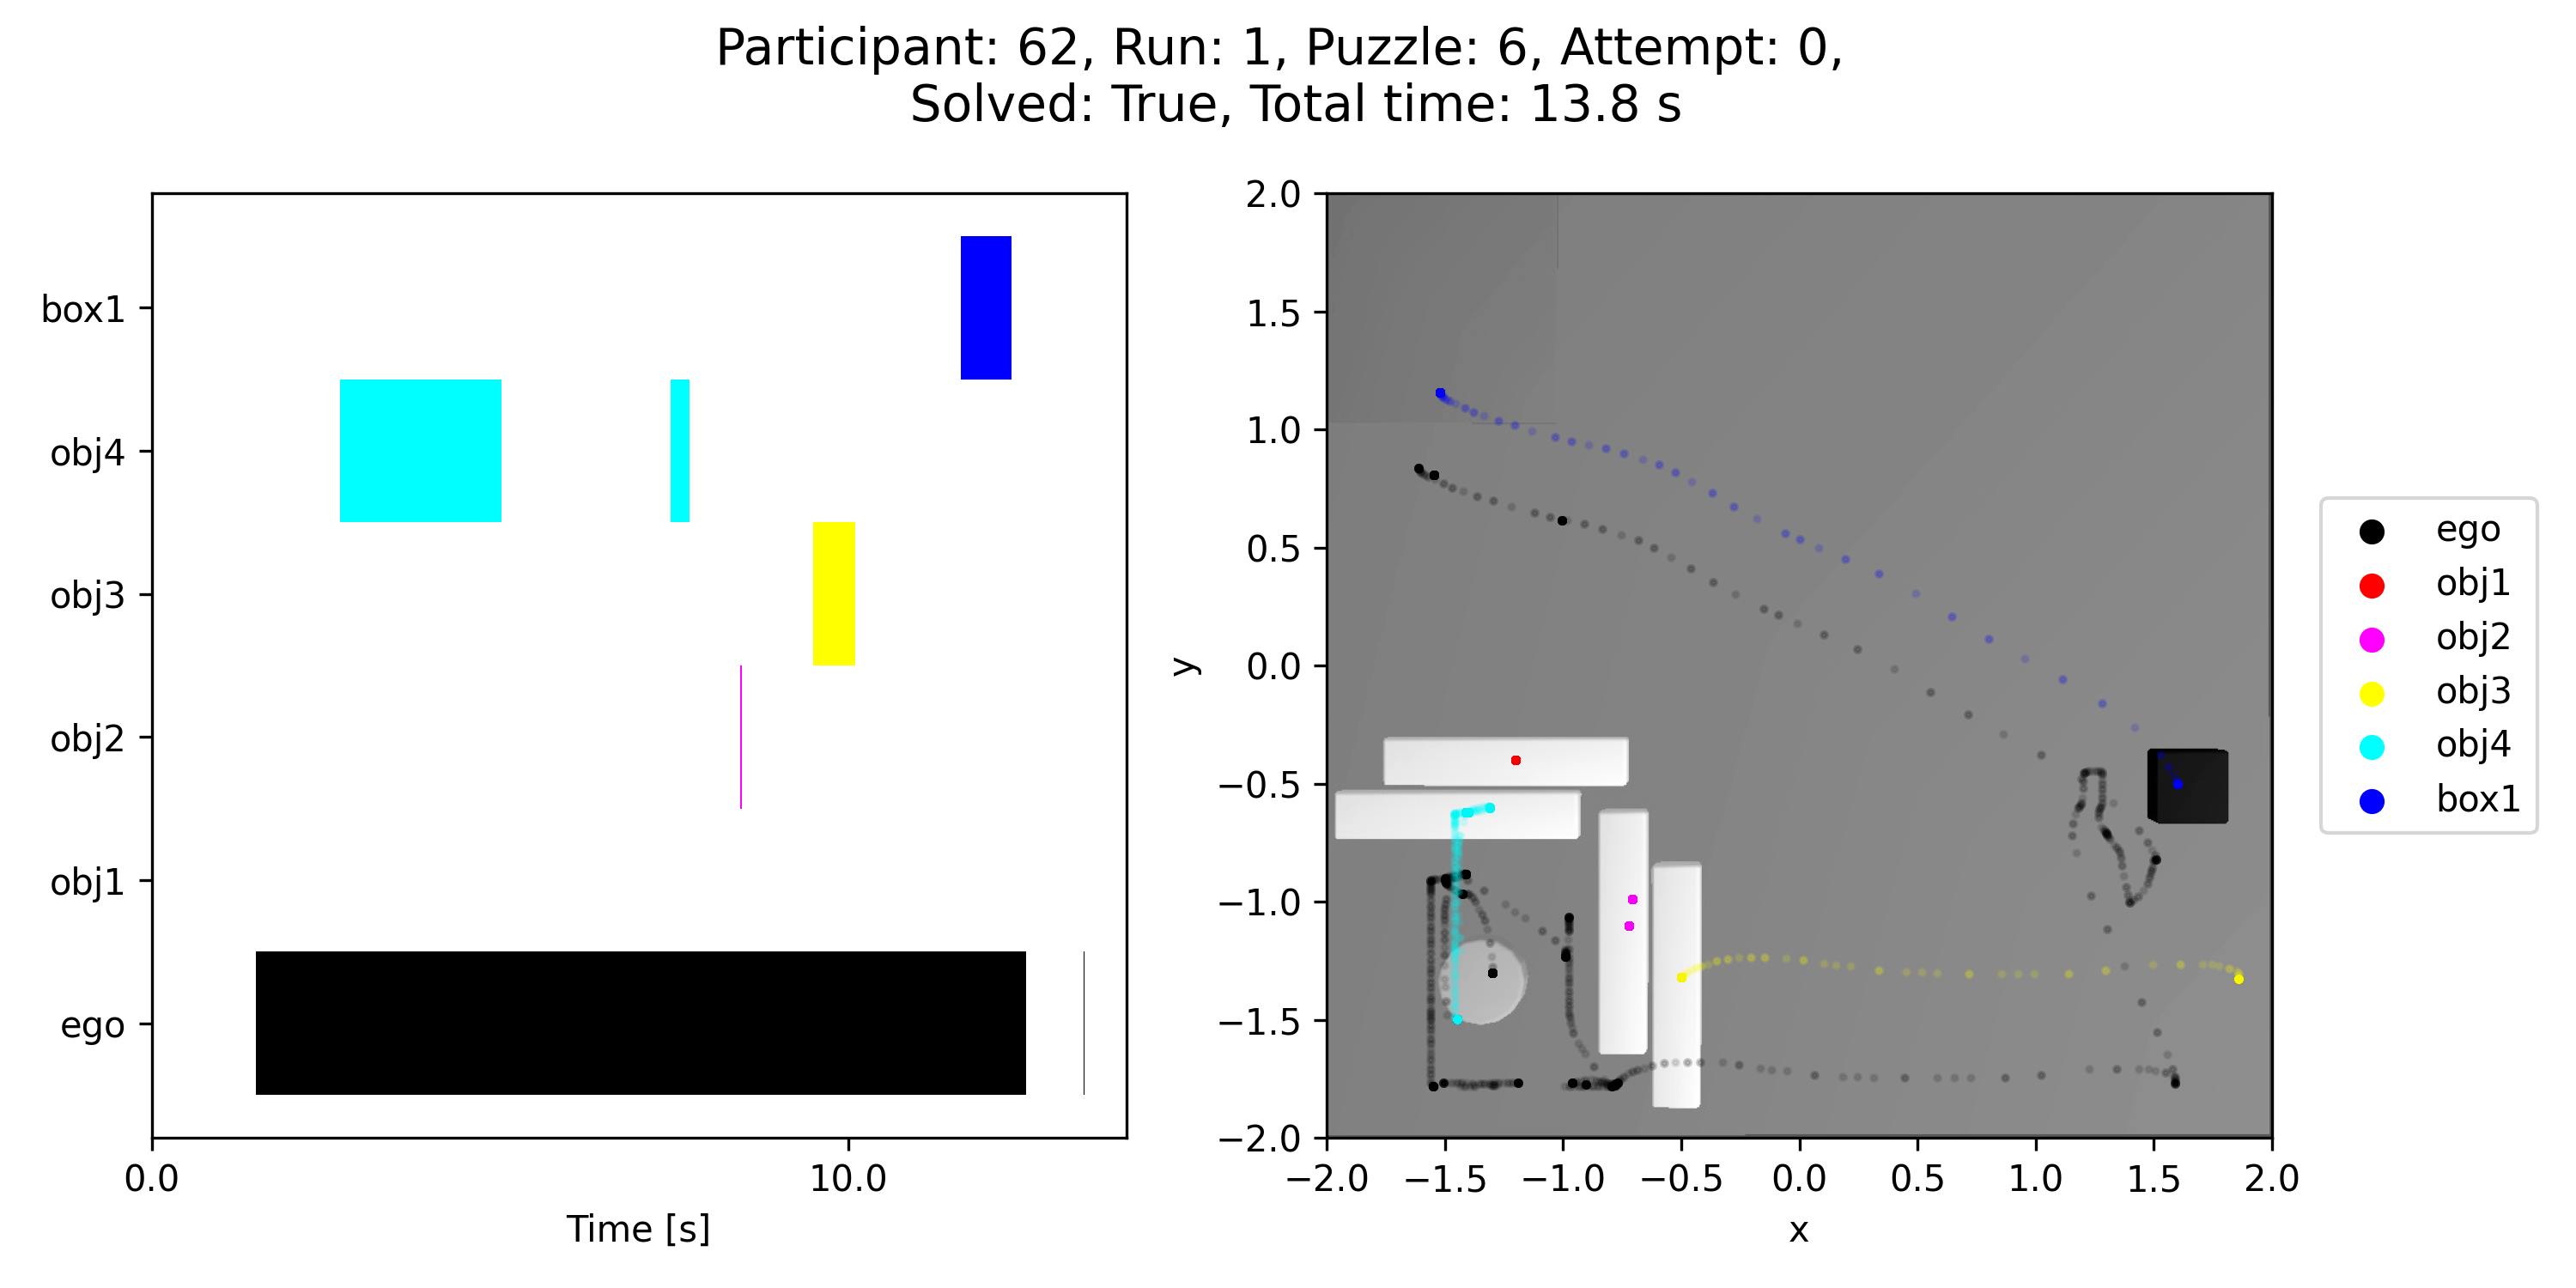 Participant: 62, Run: 1, Puzzle: 6, Attempt: 0,
Solved: True, Total time: 13.8 s
box1
obj4
obj3
obj2
obj1
ego
0.0
10.0
Time [s]
2.0
1.5
1.0
0.5
0.0
−0.5
−1.0
−1.5
−2.0
y
−2.0
−1.5
−1.0
−0.5
0.0
0.5
1.0
1.5
2.0
x
ego
obj1
obj2
obj3
obj4
box1